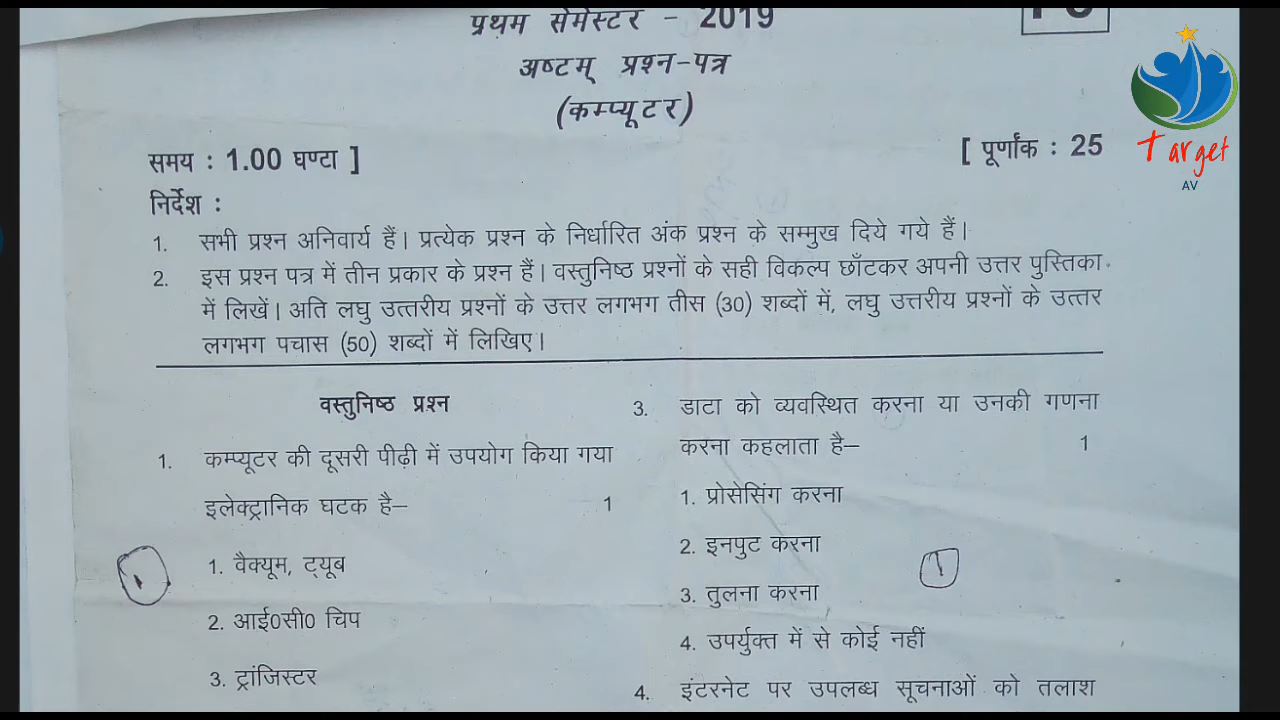 प्रथम सेमेस्टर - 2019
अष्टम् प्रश्न-पत्र
(कम्प्यूटर)
समय : 1.00 घण्टा ]
[ पूर्णांक : 25
Target
AV
निर्देश :
1. सभी प्रश्न अनिवार्य हैं। प्रत्येक प्रश्न के निर्धारित अंक प्रश्न के सम्मुख दिये गये हैं।
2. इस प्रश्न पत्र में तीन प्रकार के प्रश्न हैं। वस्तुनिष्ठ प्रश्नों के सही विकल्प छाँटकर अपनी उत्तर पुस्तिका
में लिखें। अति लघु उत्तरीय प्रश्नों के उत्तर लगभग तीस (30) शब्दों में, लघु उत्तरीय प्रश्नों के उत्तर
लगभग पचास (50) शब्दों में लिखिए।
वस्तुनिष्ठ प्रश्न
1. कम्प्यूटर की दूसरी पीढ़ी में उपयोग किया गया
इलेक्ट्रानिक घटक है– 1
1. वैक्यूम, ट्यूब
2. आई0सी0 चिप
3. ट्रांजिस्टर
3. डाटा को व्यवस्थित करना या उनकी गणना
करना कहलाता है– 1
1. प्रोसेसिंग करना
2. इनपुट करना
1
3. तुलना करना
4. उपर्युक्त में से कोई नहीं
4. इंटरनेट पर उपलब्ध सूचनाओं को तलाश